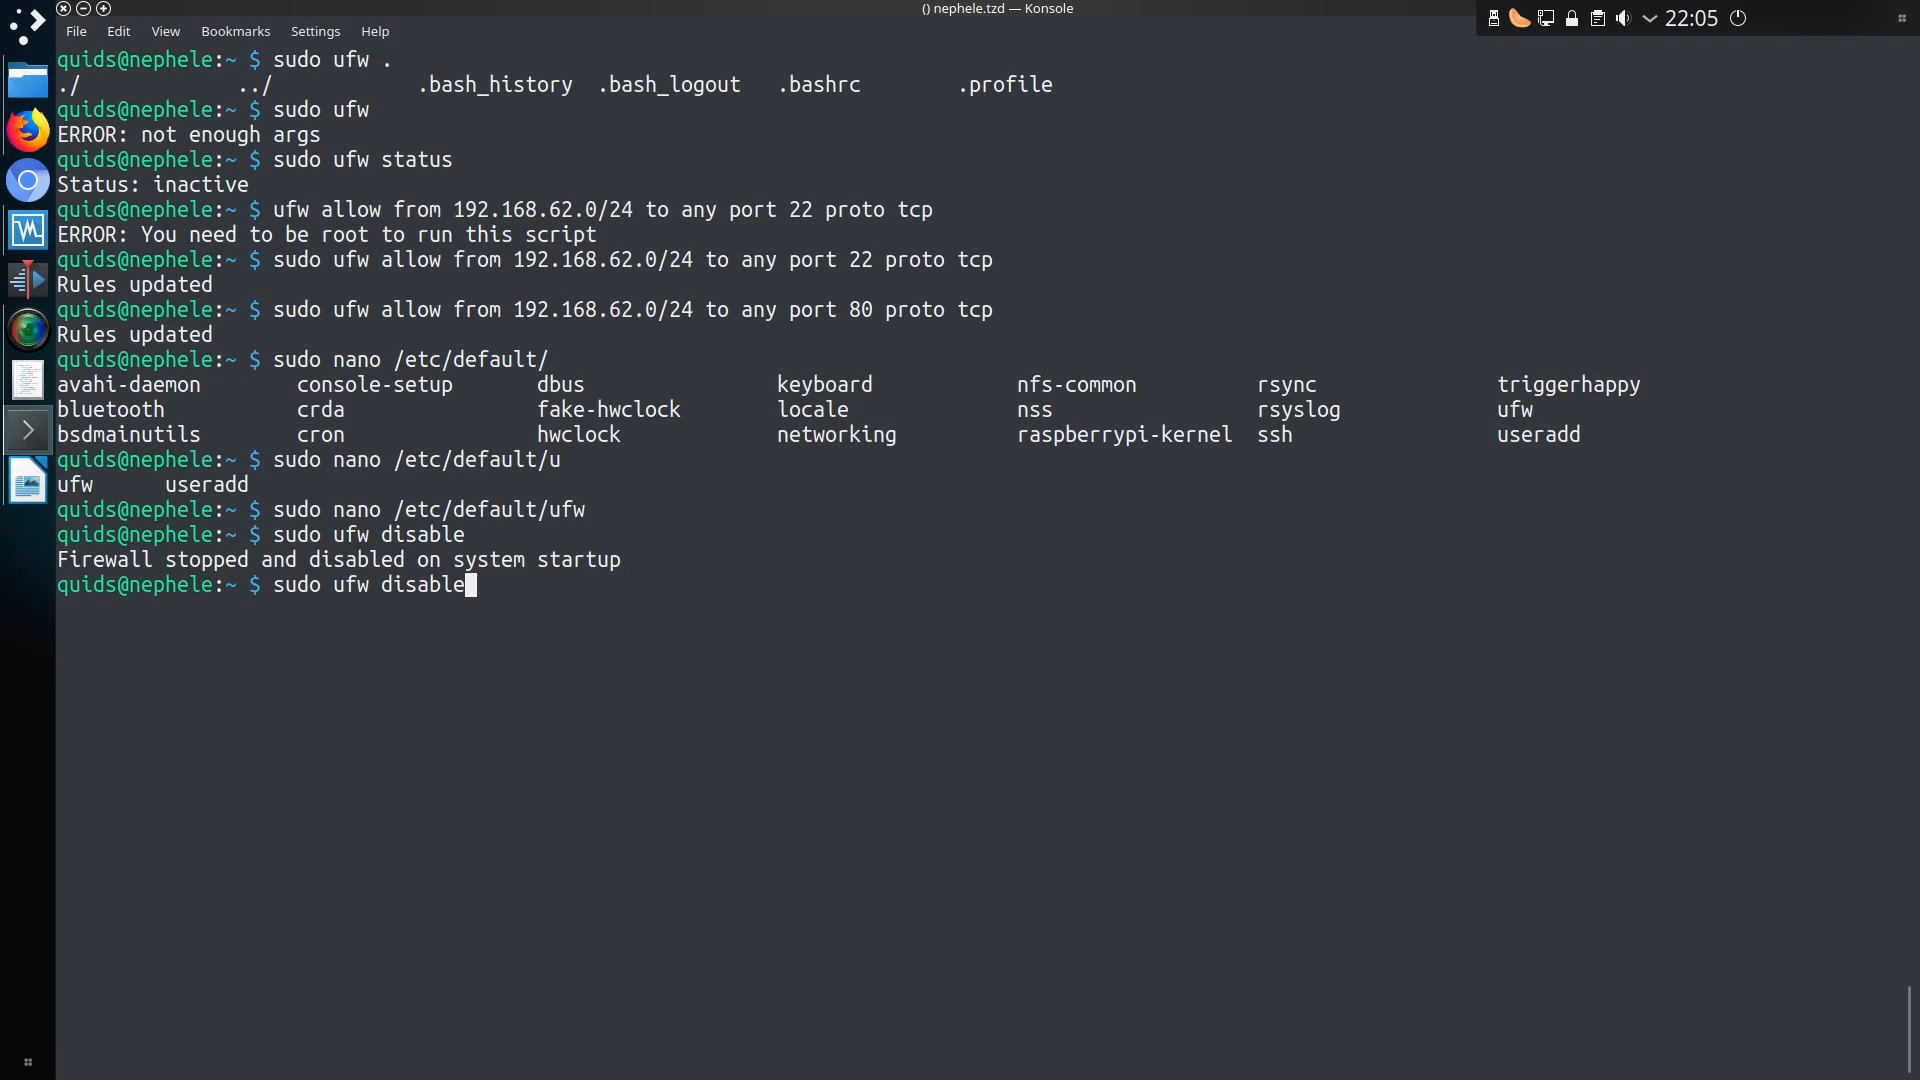 () nephele.tzd — Konsole
22:05
File Edit View Bookmarks Settings Help
quids@nephele:~ $ sudo ufw .
./ ../ .bash_history .bash_logout .bashrc .profile
quids@nephele:~ $ sudo ufw
ERROR: not enough args
quids@nephele:~ $ sudo ufw status
Status: inactive
quids@nephele:~ $ ufw allow from 192.168.62.0/24 to any port 22 proto tcp
ERROR: You need to be root to run this script
quids@nephele:~ $ sudo ufw allow from 192.168.62.0/24 to any port 22 proto tcp
Rules updated
quids@nephele:~ $ sudo ufw allow from 192.168.62.0/24 to any port 80 proto tcp
Rules updated
quids@nephele:~ $ sudo nano /etc/default/
avahi-daemon console-setup dbus keyboard nfs-common rsync triggerhappy
bluetooth crda fake-hwclock locale nss rsyslog ufw
bsdmainutils cron hwclock networking raspberrypi-kernel ssh useradd
quids@nephele:~ $ sudo nano /etc/default/u
ufw useradd
quids@nephele:~ $ sudo nano /etc/default/ufw
quids@nephele:~ $ sudo ufw disable
Firewall stopped and disabled on system startup
quids@nephele:~ $ sudo ufw disable